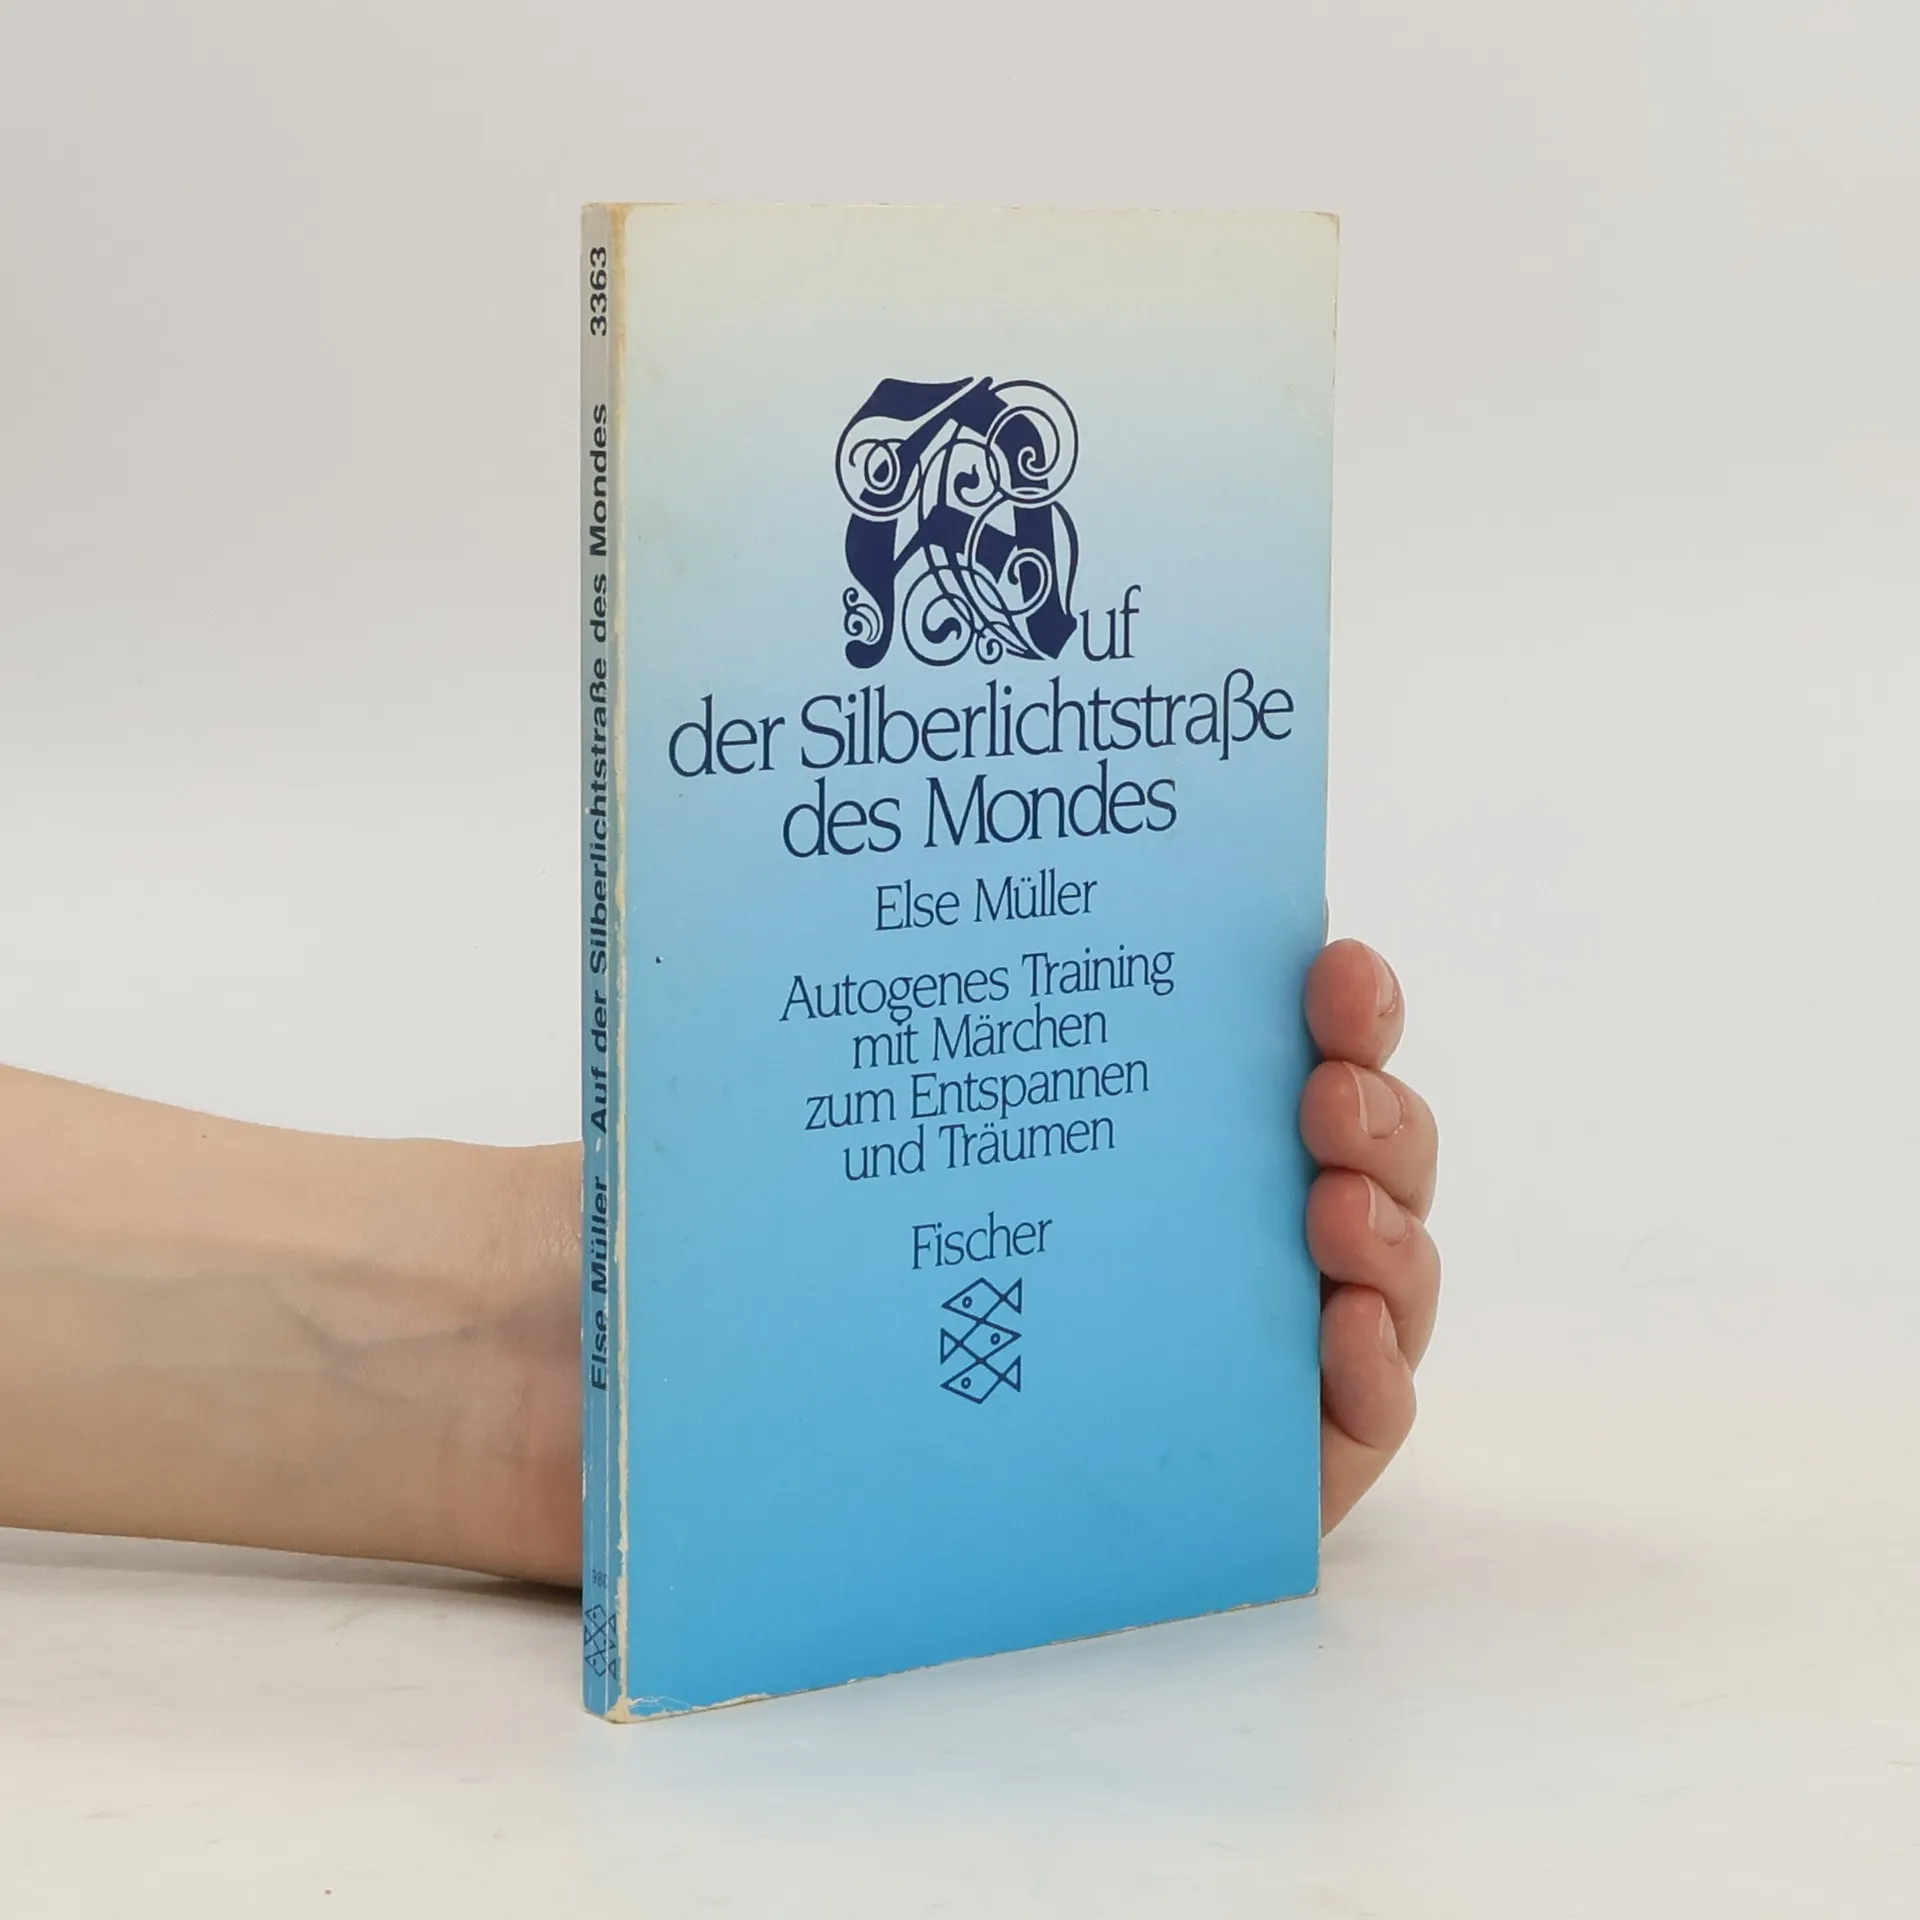 Auf
der Silberlichtstraße
des Mondes
Else Müller
Autogenes Training
mit Märchen
zum Entspannen
und Träumen
Fischer
Else Müller Auf der Silberlichtstraße des Mondes 3363